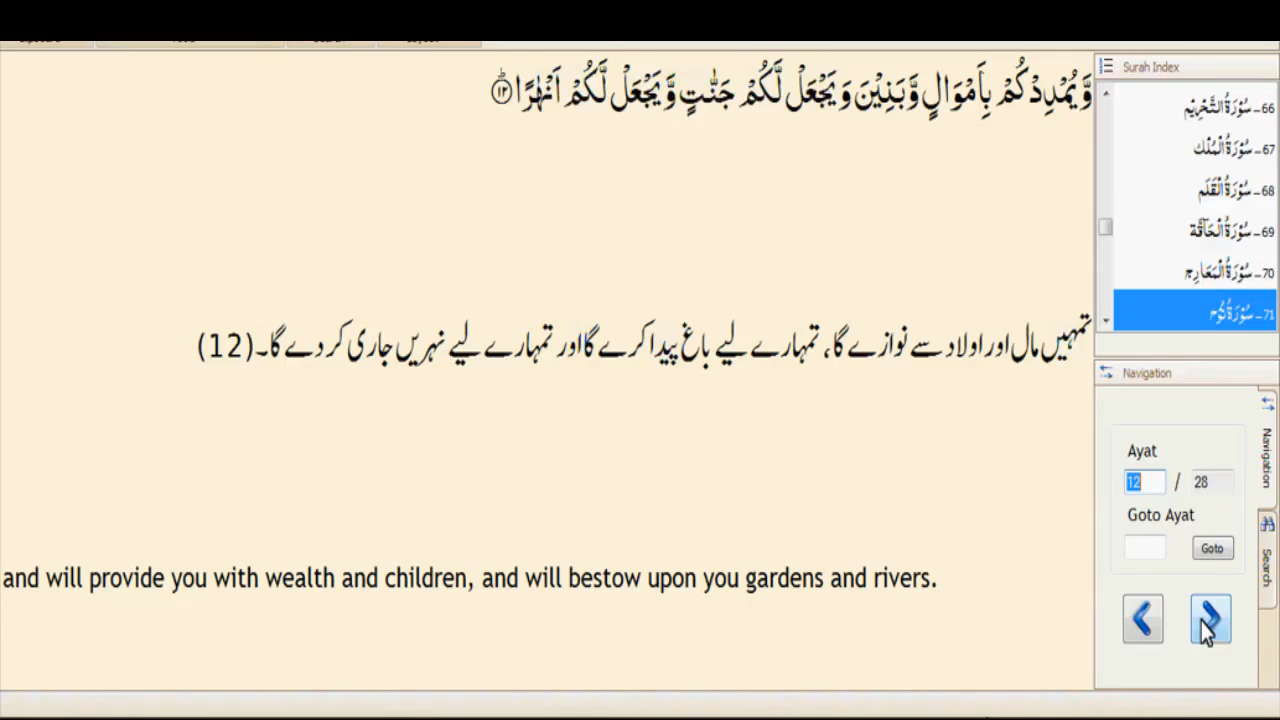 وَّيُمْدِدْكُمْ بِاَمْوَالٍ وَّبَنِيْنَ وَيَجْعَلْ لَّكُمْ جَنّٰتٍ وَّيَجْعَلْ لَّكُمْ اَنْهٰرًا ۝۱۲ؕ
تمہیں مال اور اولاد سے نوازے گا، تمہارے لیے باغ پیدا کرے گا اور تمہارے لیے نہریں جاری کر دے گا۔ (12)
and will provide you with wealth and children, and will bestow upon you gardens and rivers.
Surah Index
66 - سُوْرَةُ التَّحْرِيْمِ
67 - سُوْرَةُ الْمُلْك
68 - سُوْرَةُ الْقَلَم
69 - سُوْرَةُ الْحَآقَّة
70 - سُوْرَةُ الْمَعَارِج
71 - سُوْرَةُ نُوْح
Navigation
Ayat
12 / 28
Goto Ayat
Goto
Navigation
Search